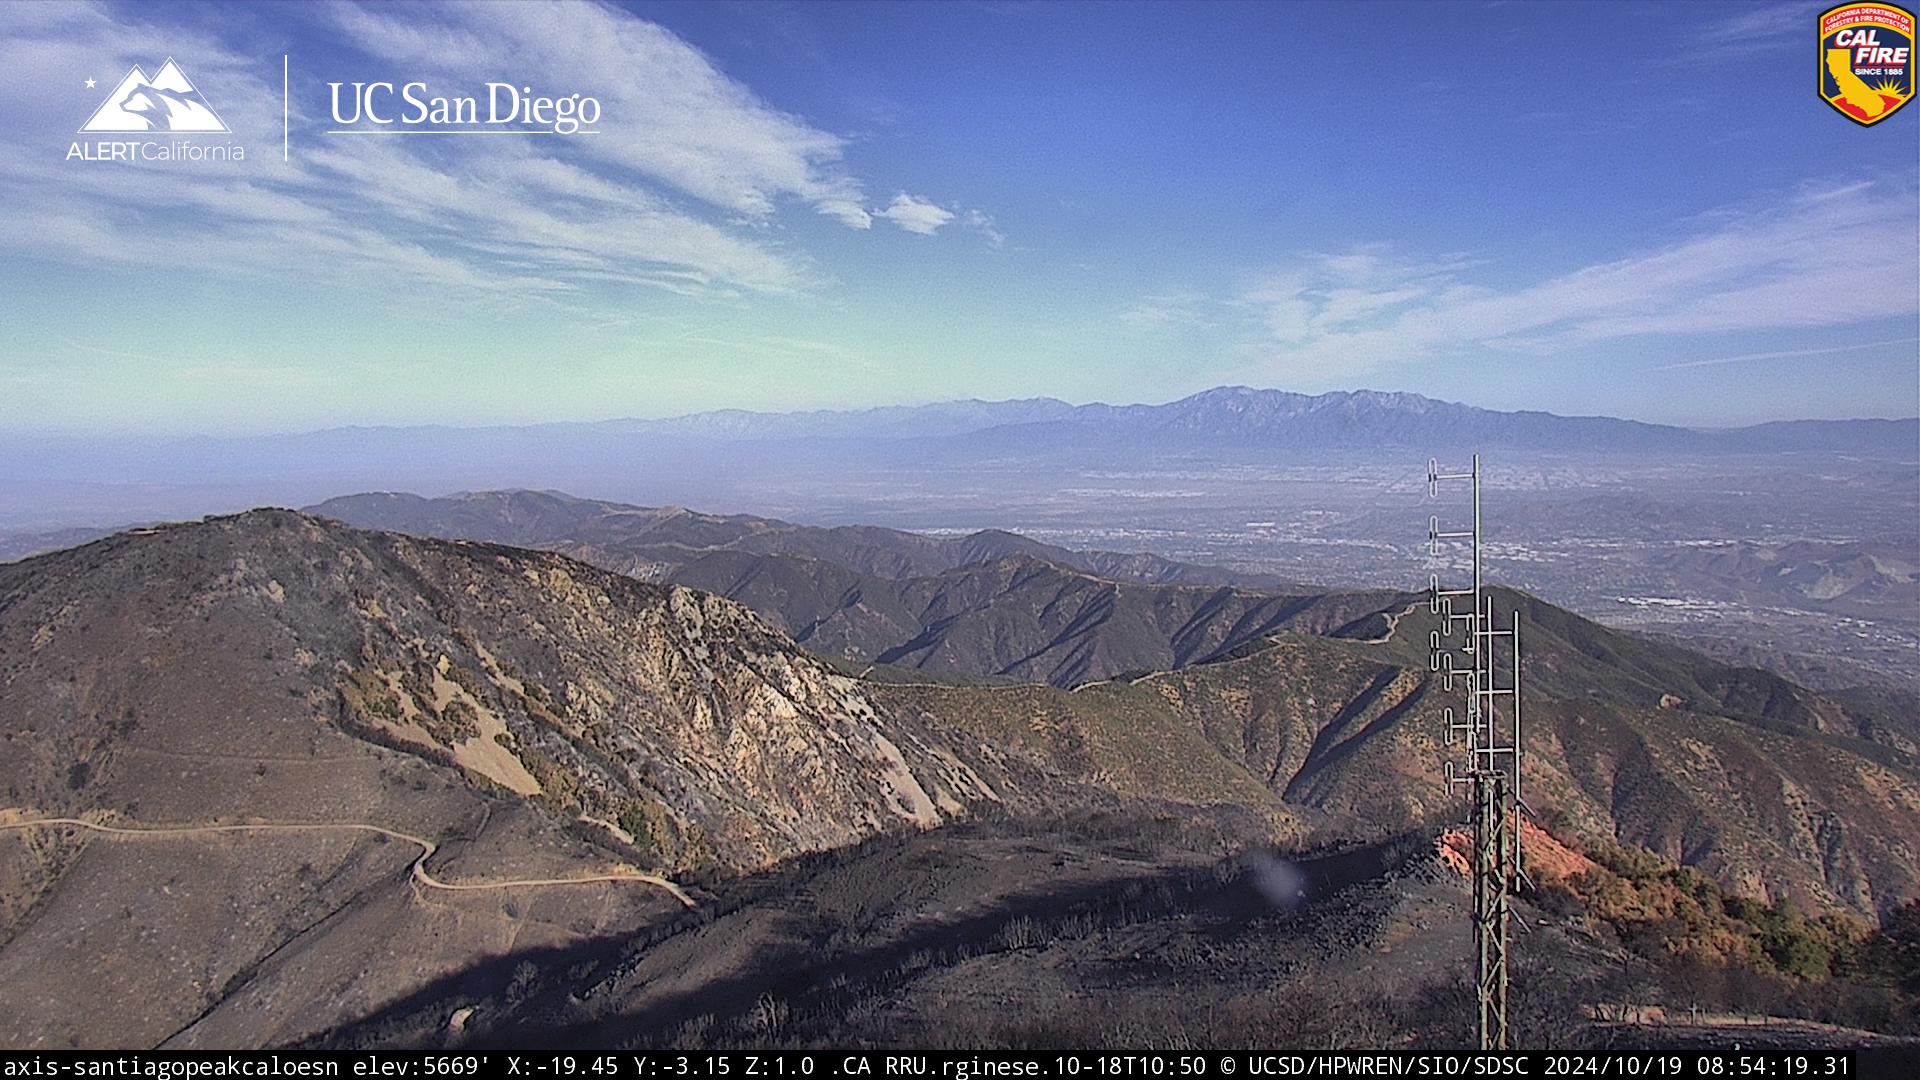 ALERTCalifornia
UC San Diego
CALIFORNIA DEPARTMENT OF
FORESTRY & FIRE PROTECTION
CAL
FIRE
SINCE 1885
axis-santiagopeakcaloesn elev:5669' X:-19.45 Y:-3.15 Z:1.0 .CA RRU.rginese.10-18T10:50 © UCSD/HPWREN/SIO/SDSC 2024/10/19 08:54:19.31